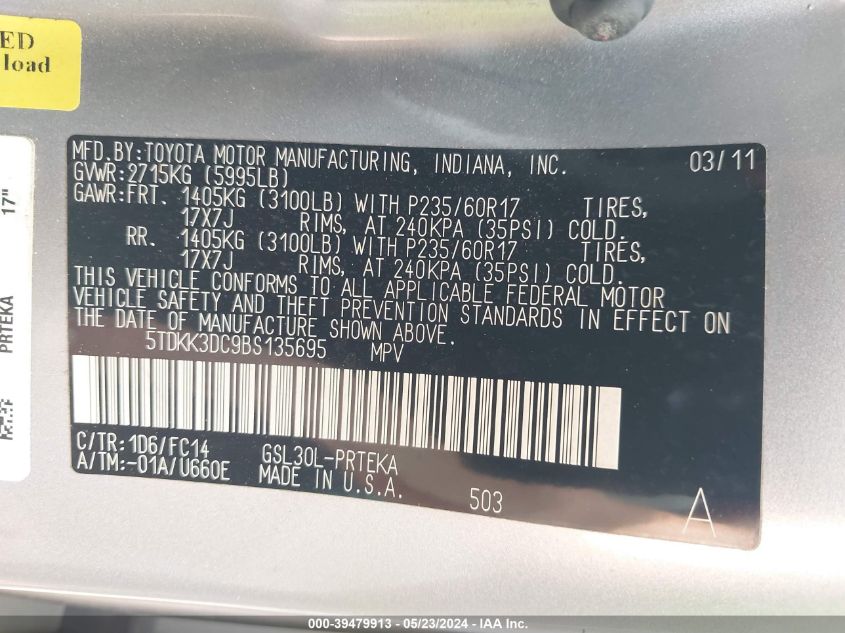 ED
load
17"
PRTEKA
MFD.BY:TOYOTA MOTOR MANUFACTURING, INDIANA, INC. 03/11
GVWR:2715KG (5995LB)
GAWR:FRT. 1405KG (3100LB) WITH P235/60R17 TIRES,
17X7J RIMS, AT 240KPA (35PSI) COLD.
RR. 1405KG (3100LB) WITH P235/60R17 TIRES,
17X7J RIMS, AT 240KPA (35PSI) COLD.
THIS VEHICLE CONFORMS TO ALL APPLICABLE FEDERAL MOTOR
VEHICLE SAFETY AND THEFT PREVENTION STANDARDS IN EFFECT ON
THE DATE OF MANUFACTURE SHOWN ABOVE.
5TDKK3DC9BS135695 MPV
C/TR:1D6/FC14 GSL30L-PRTEKA
A/TM:-01A/U660E MADE IN U.S.A. 503 A
000-39479913 - 05/23/2024 - IAA Inc.